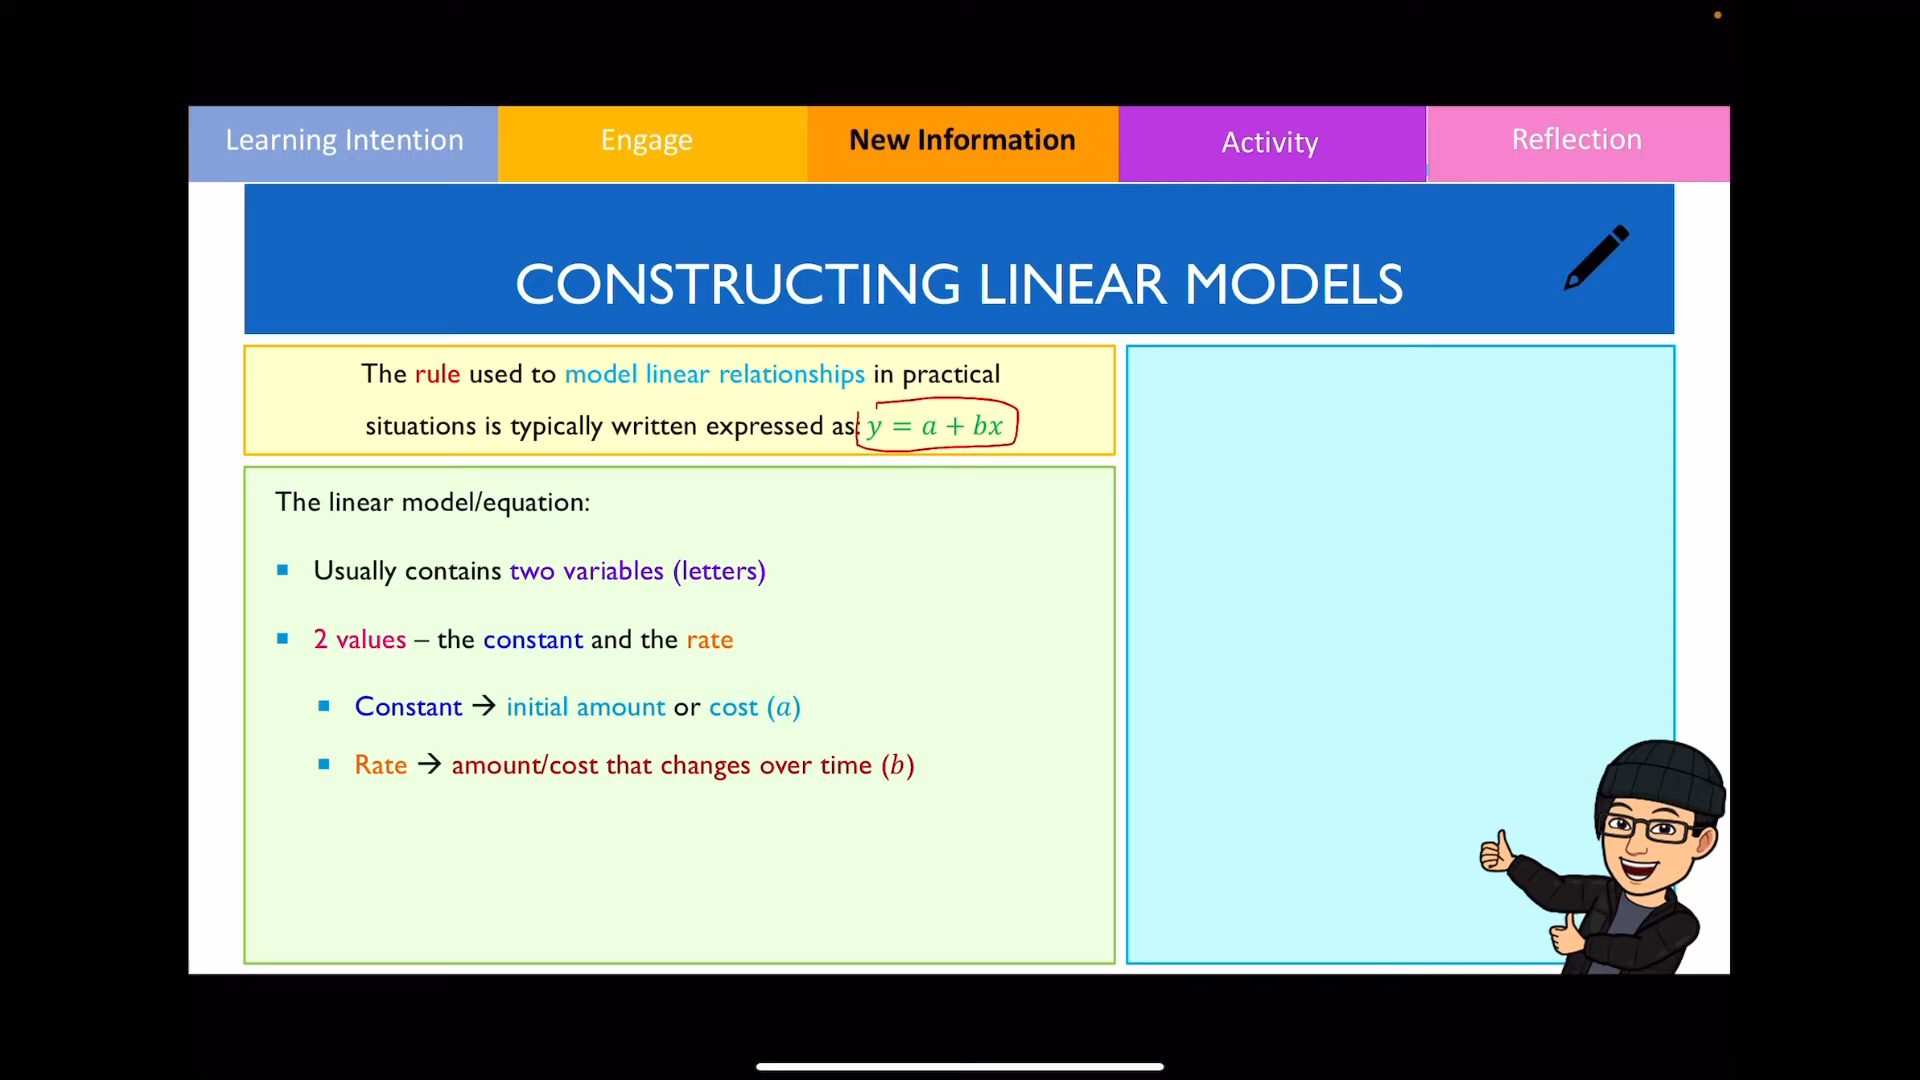 Learning Intention
Engage
New Information
Activity
Reflection
CONSTRUCTING LINEAR MODELS
The rule used to model linear relationships in practical
situations is typically written expressed as: y = a + bx
The linear model/equation:
▪ Usually contains two variables (letters)
▪ 2 values – the constant and the rate
▪ Constant → initial amount or cost (a)
▪ Rate → amount/cost that changes over time (b)